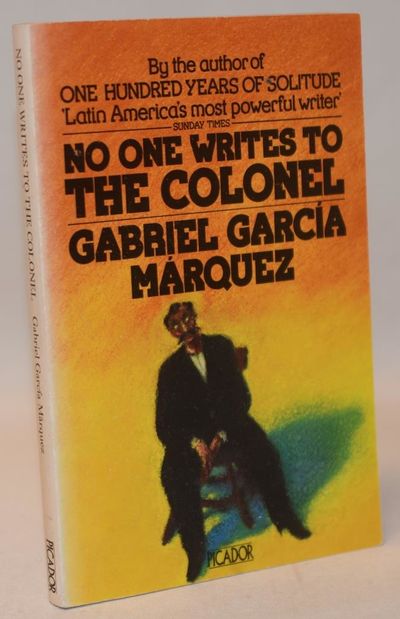 By the author of
ONE HUNDRED YEARS OF SOLITUDE
'Latin America's most powerful writer'
SUNDAY TIMES
NO ONE WRITES TO
THE COLONEL
GABRIEL GARCÍA
MÁRQUEZ
PICADOR
NO ONE WRITES TO THE COLONEL Gabriel García Márquez
PICADOR